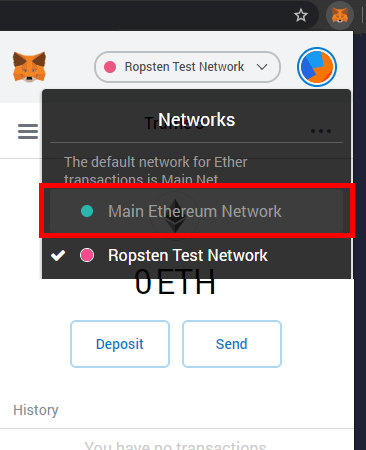 Ropsten Test Network
Networks
The default network for Ether
transactions is Main Net.
Main Ethereum Network
Ropsten Test Network
0 ETH
Deposit
Send
History
You have no transactions